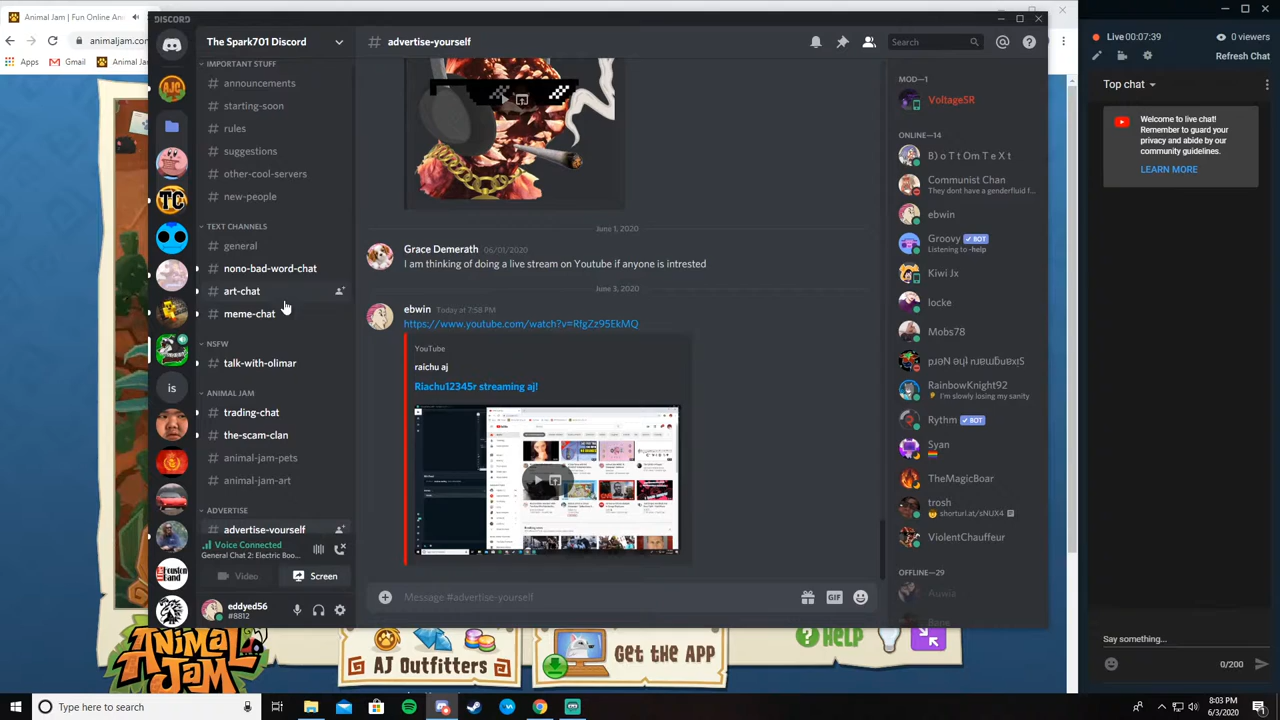 Animal Jam | Fun Online An
animaljam.com
Apps
Gmail
Animal Ja
DISCORD
The Spark701 Discord
# advertise-yourself
Search
IMPORTANT STUFF
# announcements
# starting-soon
# rules
# suggestions
# other-cool-servers
# new-people
TEXT CHANNELS
# general
# nono-bad-word-chat
# art-chat
# meme-chat
NSFW
# talk-with-olimar
ANIMAL JAM
# trading-chat
# the-scam-pan
# animal-jam-pets
# animal-jam-art
ADVERTISE
# advertise-yourself
Voice Connected
General Chat 2: Electric Boo...
Video
Screen
eddyed56
#8812
AJC
TC
is
June 1, 2020
Grace Demerath 06/01/2020
I am thinking of doing a live stream on Youtube if anyone is intrested
June 3, 2020
ebwin Today at 7:58 PM
https://www.youtube.com/watch?v=RfgZz95EkMQ
YouTube
raichu aj
Riachu12345r streaming aj!
Message #advertise-yourself
GIF
MOD—1
VoltageSR
ONLINE—14
B) o T t Om T e X t
Communist Chan
They dont have a genderfluid f...
ebwin
Groovy ✔ BOT
Listening to -help
Kiwi Jx
locke
Mobs78
RainbowKnight92
I'm slowly losing my sanity
Rythm ✔ BOT
Syan
TheMagicBoar
rosh
shorturl.at/sNUX4
ViolentChauffeur
OFFLINE—29
Auwia
Live 00:07:39
0 viewers
Refresh Chat
Top chat
Welcome to live chat!
Remember to guard your
privacy and abide by our
community guidelines.
LEARN MORE
Say something...
0/200
ANIMAL JAM
AJ Outfitters
Get the APP
? HELP
Type here to search
8:03 PM
6/3/2020